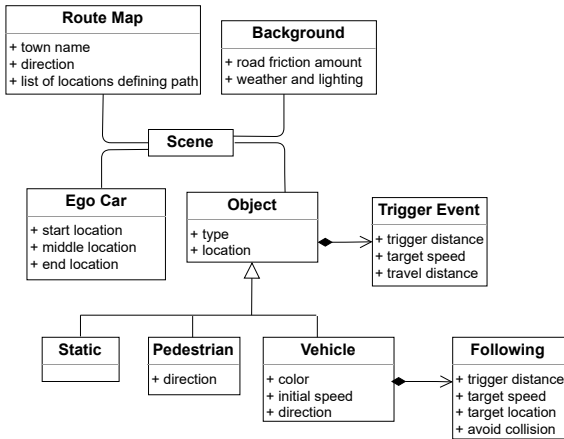 Route Map
+ town name
+ direction
+ list of locations defining path
Background
+ road friction amount
+ weather and lighting
Scene
Ego Car
+ start location
+ middle location
+ end location
Object
+ type
+ location
Trigger Event
+ trigger distance
+ target speed
+ travel distance
Static
Pedestrian
+ direction
Vehicle
+ color
+ initial speed
+ direction
Following
+ trigger distance
+ target speed
+ target location
+ avoid collision